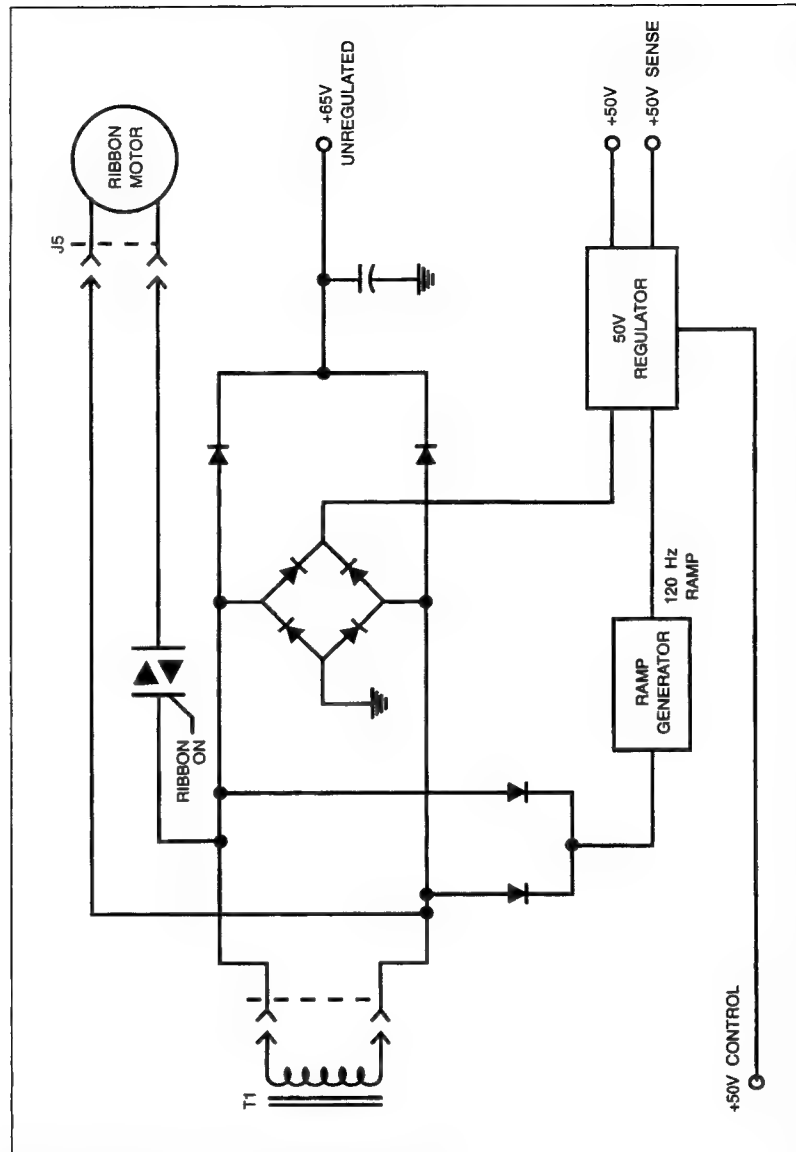 J5
RIBBON
MOTOR
+65V
UNREGULATED
RIBBON
ON
T1
+50V
+50V SENSE
50V
REGULATOR
120 Hz
RAMP
RAMP
GENERATOR
+50V CONTROL